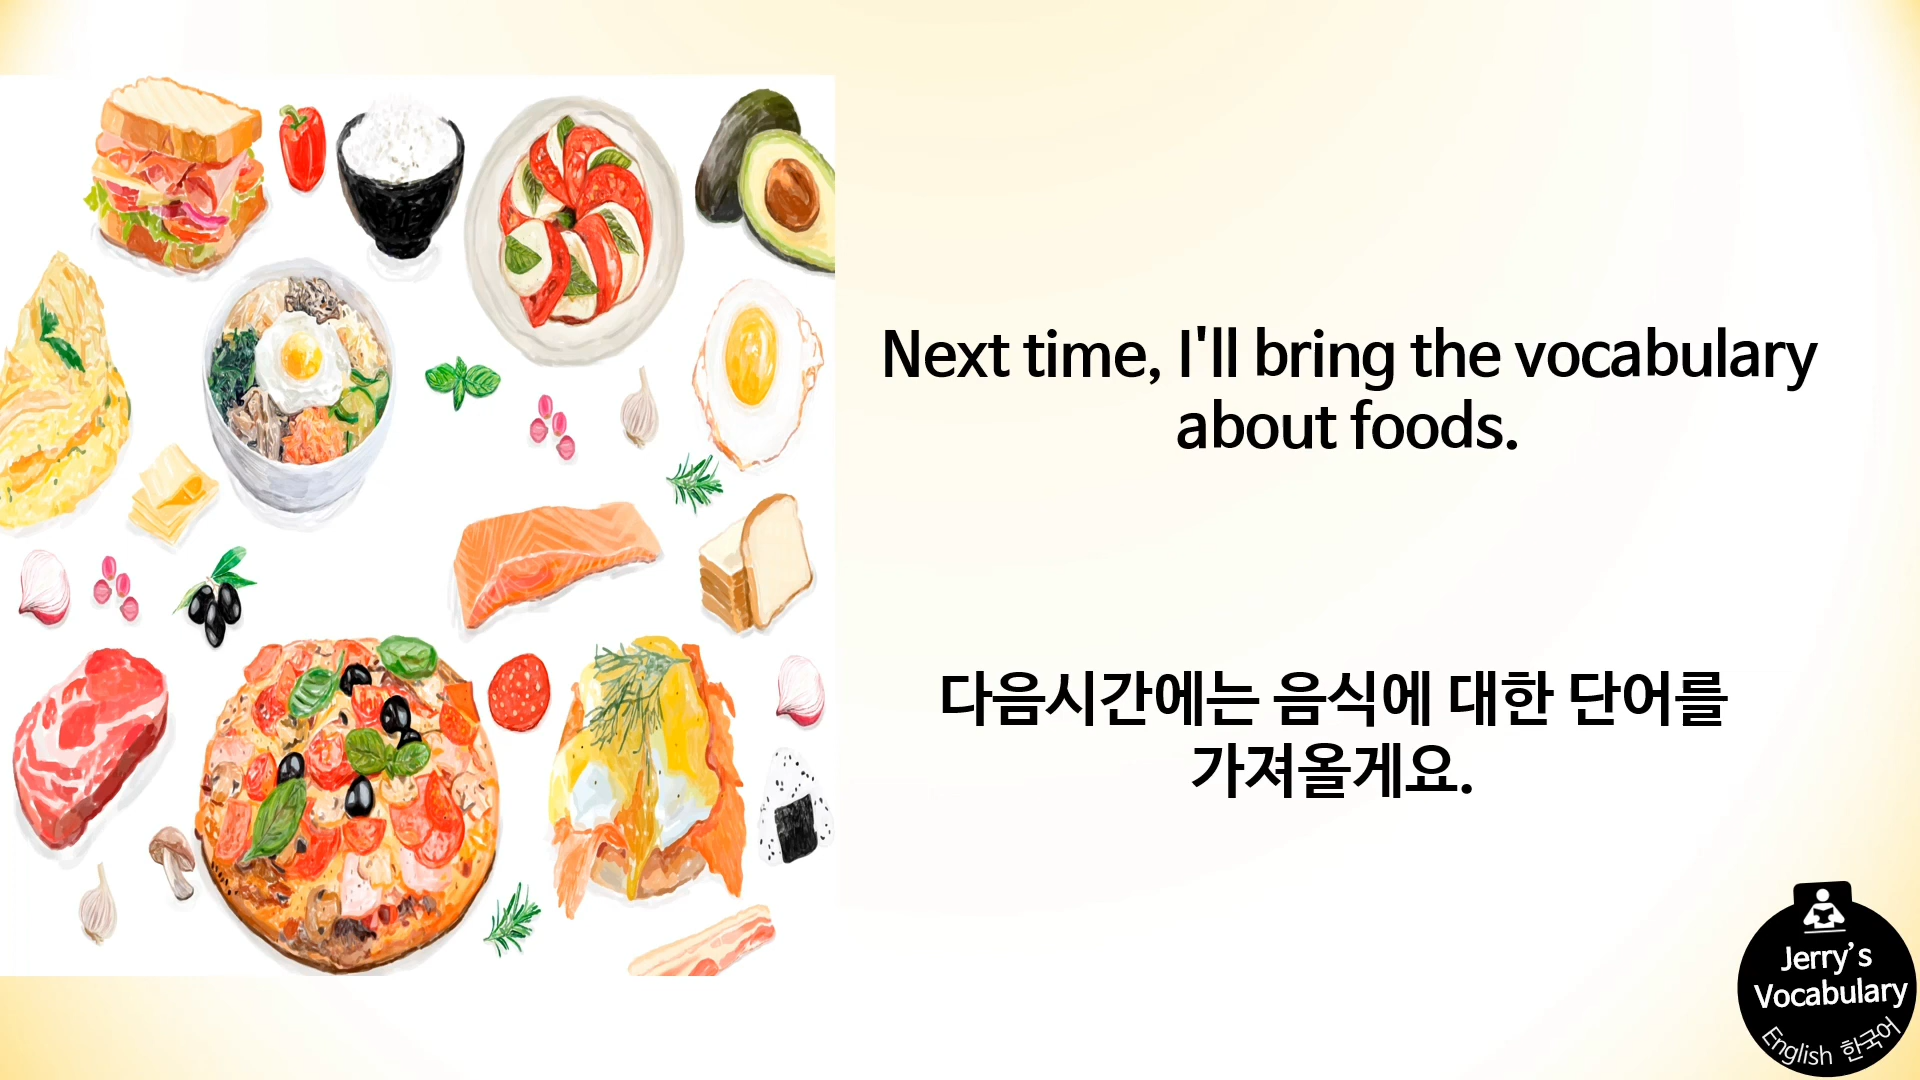 Next time, I'll bring the vocabulary
about foods.
다음시간에는 음식에 대한 단어를
가져올게요.
Jerry's
Vocabulary
English 한국어